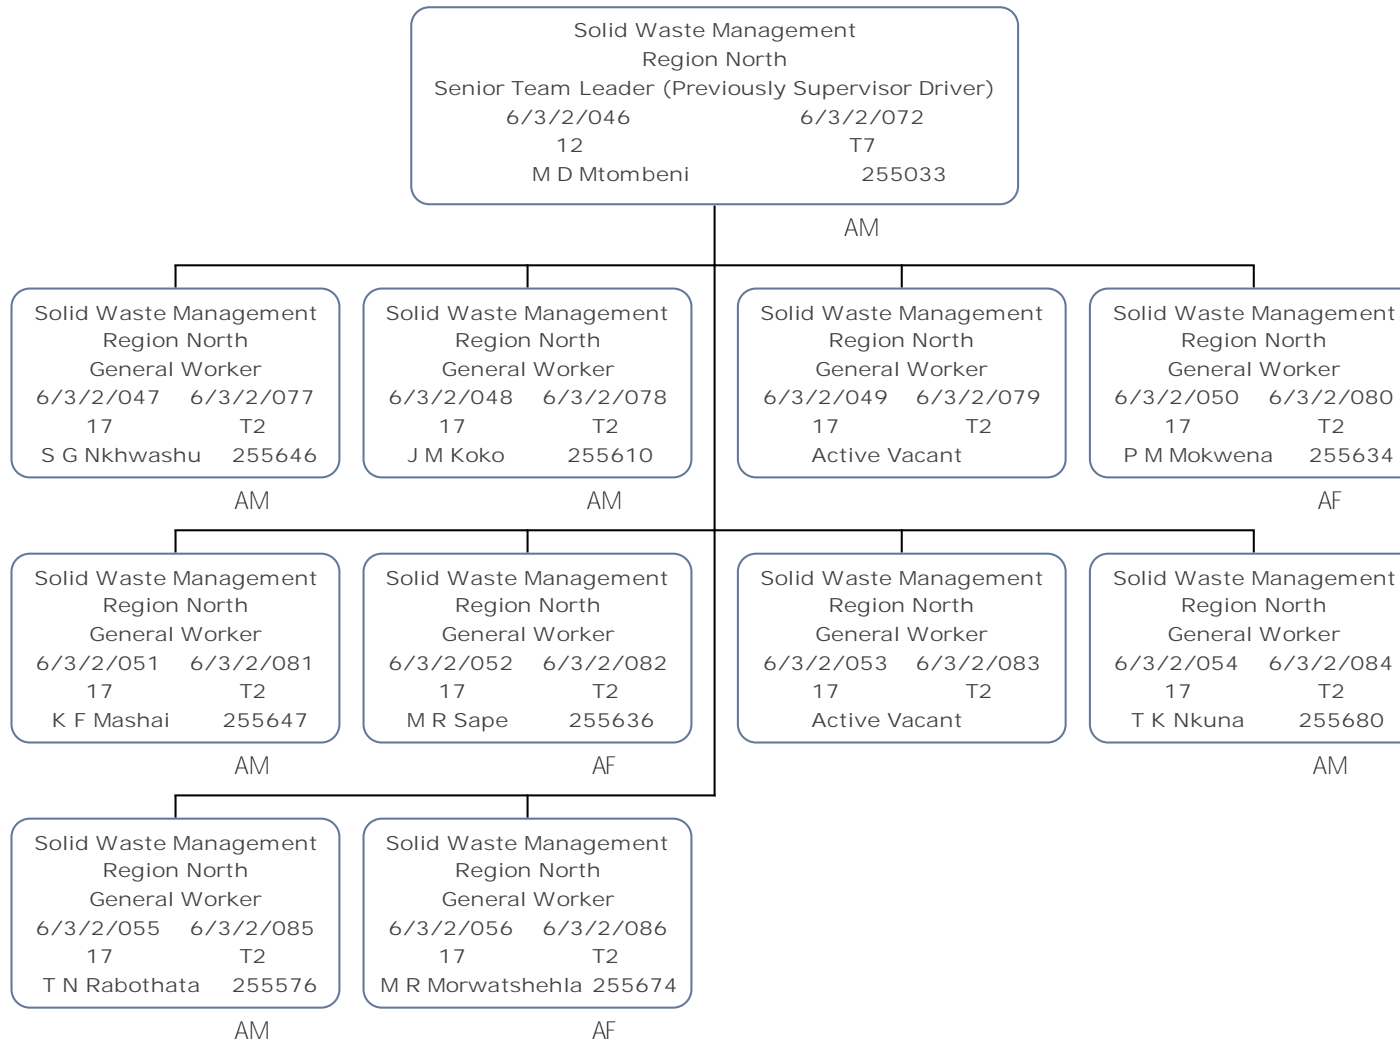 Solid Waste Management
Region North
Senior Team Leader (Previously Supervisor Driver)
6/3/2/046 6/3/2/072
12 T7
M D Mtombeni 255033
AM
Solid Waste Management
Region North
General Worker
6/3/2/047 6/3/2/077
17 T2
S G Nkhwashu 255646
AM
Solid Waste Management
Region North
General Worker
6/3/2/048 6/3/2/078
17 T2
J M Koko 255610
AM
Solid Waste Management
Region North
General Worker
6/3/2/049 6/3/2/079
17 T2
Active Vacant
Solid Waste Management
Region North
General Worker
6/3/2/050 6/3/2/080
17 T2
P M Mokwena 255634
AF
Solid Waste Management
Region North
General Worker
6/3/2/051 6/3/2/081
17 T2
K F Mashai 255647
AM
Solid Waste Management
Region North
General Worker
6/3/2/052 6/3/2/082
17 T2
M R Sape 255636
AF
Solid Waste Management
Region North
General Worker
6/3/2/053 6/3/2/083
17 T2
Active Vacant
Solid Waste Management
Region North
General Worker
6/3/2/054 6/3/2/084
17 T2
T K Nkuna 255680
AM
Solid Waste Management
Region North
General Worker
6/3/2/055 6/3/2/085
17 T2
T N Rabothata 255576
AM
Solid Waste Management
Region North
General Worker
6/3/2/056 6/3/2/086
17 T2
M R Morwatshehla 255674
AF